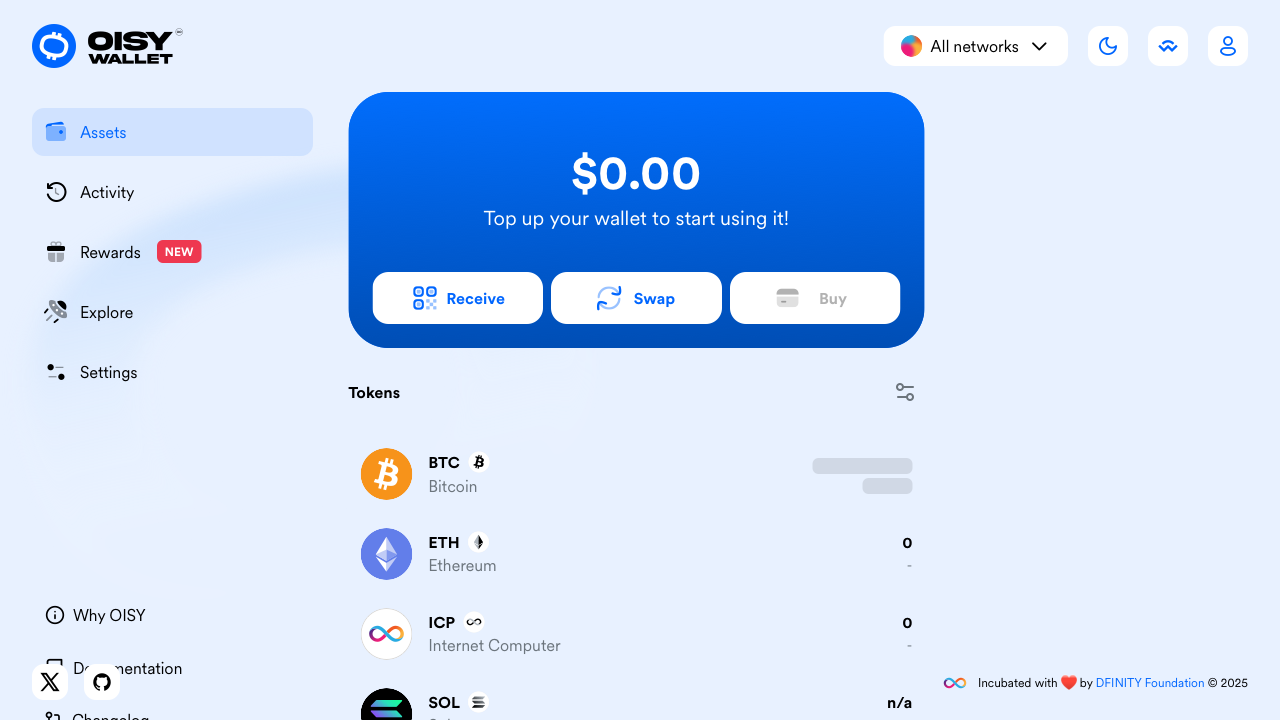 OISY
WALLET
All networks
Assets
Activity
Rewards NEW
Explore
Settings
$0.00
Top up your wallet to start using it!
Receive
Swap
Buy
Tokens
BTC
Bitcoin
ETH
0
Ethereum
-
ICP
0
Internet Computer
-
SOL
n/a
Why OISY
Documentation
Changelog
Incubated with ❤️ by DFINITY Foundation © 2025